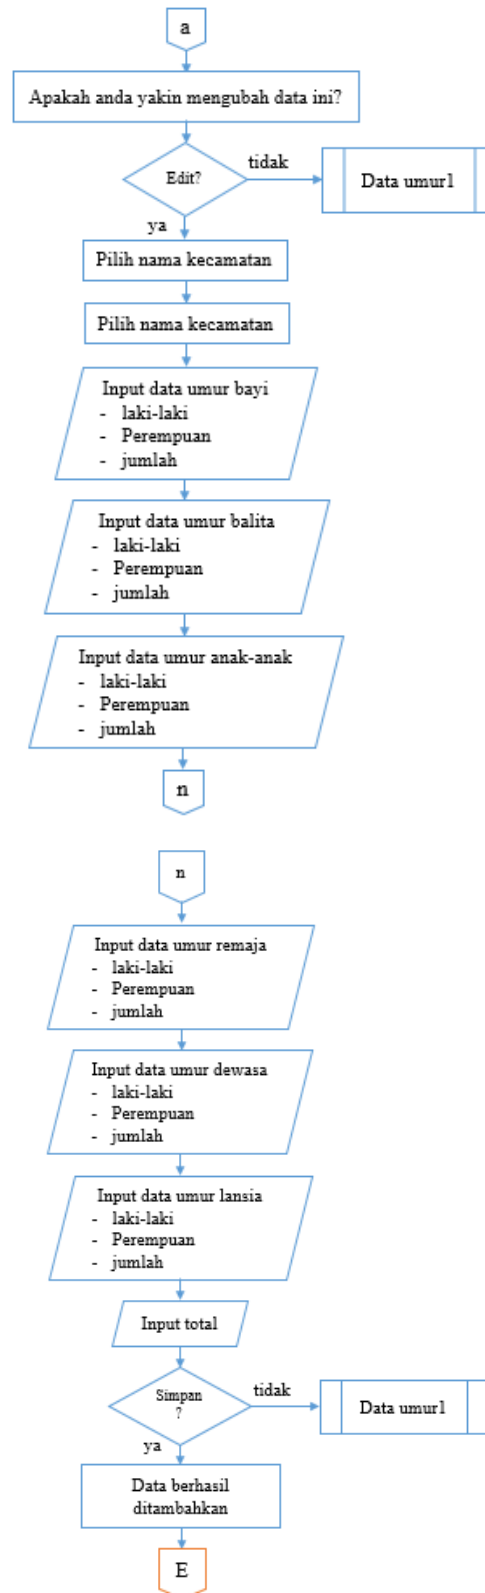 a
Apakah anda yakin mengubah data ini?
Edit?
tidak
Data umur1
ya
Pilih nama kecamatan
Pilih nama kecamatan
Input data umur bayi
- laki-laki
- Perempuan
- jumlah
Input data umur balita
- laki-laki
- Perempuan
- jumlah
Input data umur anak-anak
- laki-laki
- Perempuan
- jumlah
n
n
Input data umur remaja
- laki-laki
- Perempuan
- jumlah
Input data umur dewasa
- laki-laki
- Perempuan
- jumlah
Input data umur lansia
- laki-laki
- Perempuan
- jumlah
Input total
Simpan
?
tidak
Data umur1
ya
Data berhasil
ditambahkan
E